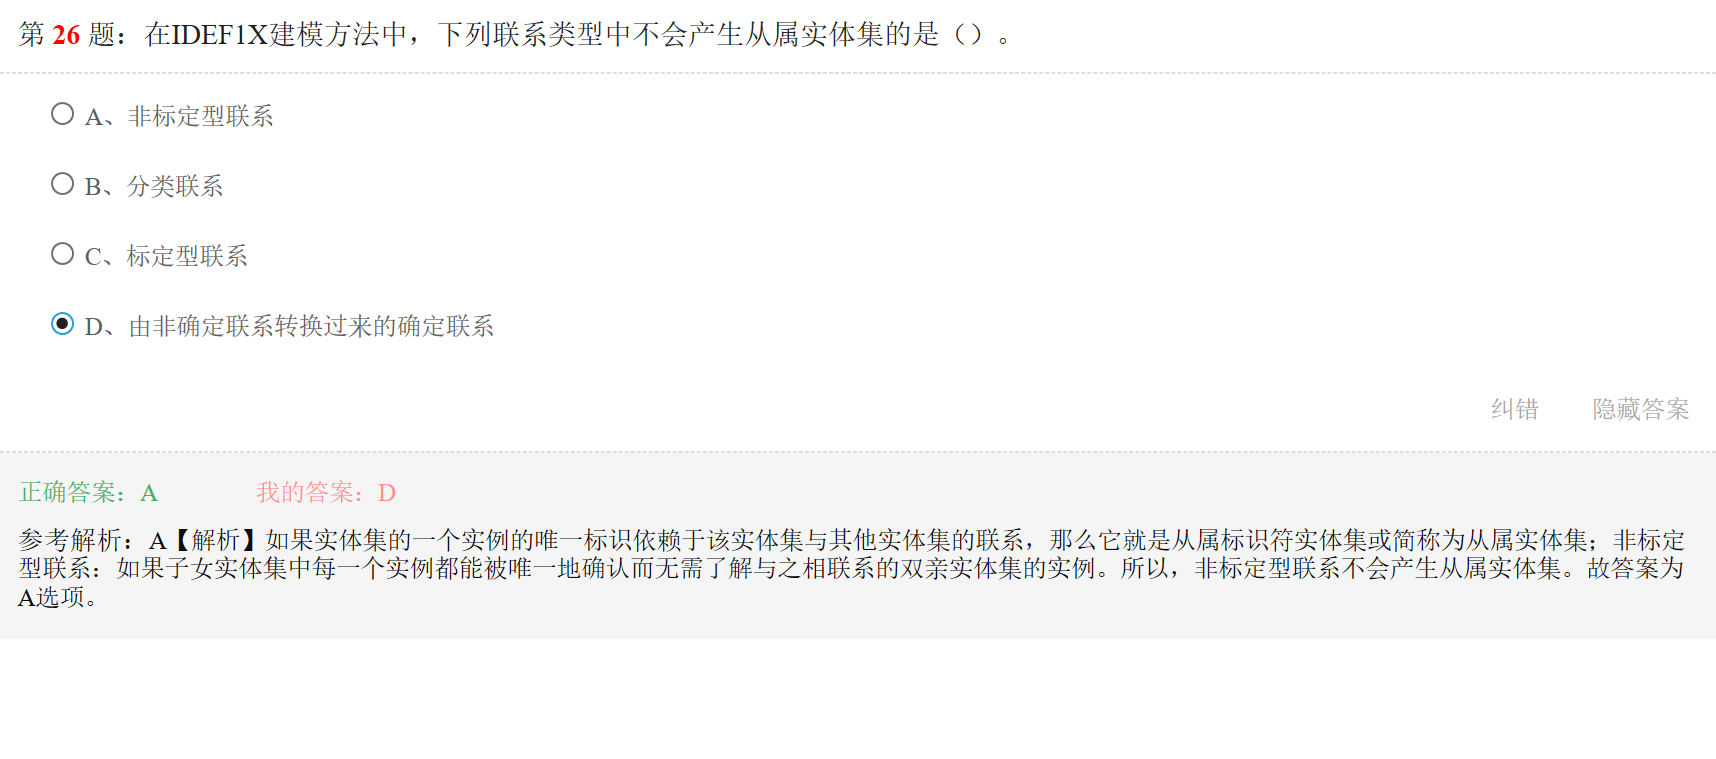 第 26 题：在IDEF1X建模方法中，下列联系类型中不会产生从属实体集的是（）。
A、非标定型联系
B、分类联系
C、标定型联系
D、由非确定联系转换过来的确定联系
纠错 隐藏答案
正确答案：A 我的答案：D
参考解析：A【解析】如果实体集的一个实例的唯一标识依赖于该实体集与其他实体集的联系，那么它就是从属标识符实体集或简称为从属实体集；非标定
型联系：如果子女实体集中每一个实例都能被唯一地确认而无需了解与之相联系的双亲实体集的实例。所以，非标定型联系不会产生从属实体集。故答案为
A选项。